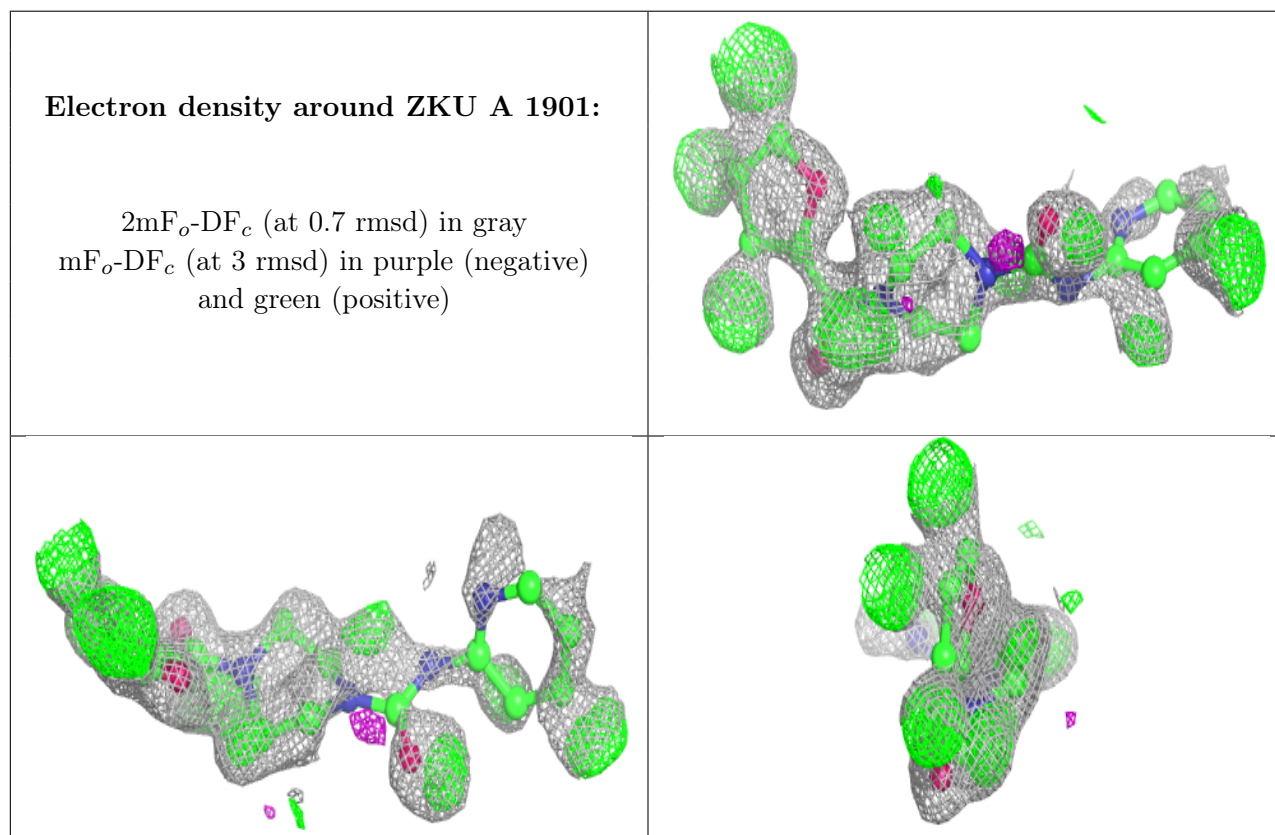 Electron density around ZKU A 1901:
2mFo-DFc (at 0.7 rmsd) in gray
mFo-DFc (at 3 rmsd) in purple (negative)
and green (positive)